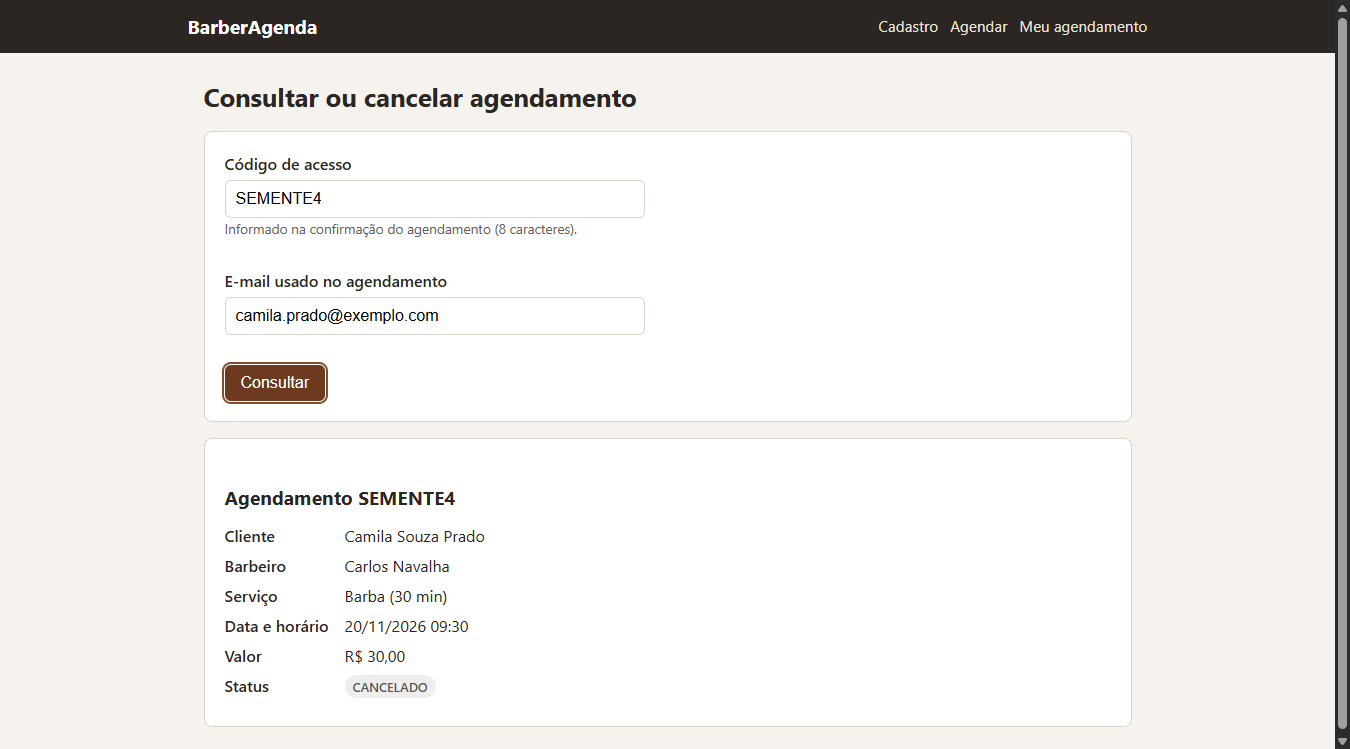 BarberAgenda Cadastro Agendar Meu agendamento
Consultar ou cancelar agendamento
Código de acesso
SEMENTE4
Informado na confirmação do agendamento (8 caracteres).
E-mail usado no agendamento
camila.prado@exemplo.com
Consultar
Agendamento SEMENTE4
Cliente Camila Souza Prado
Barbeiro Carlos Navalha
Serviço Barba (30 min)
Data e horário 20/11/2026 09:30
Valor R$ 30,00
Status CANCELADO